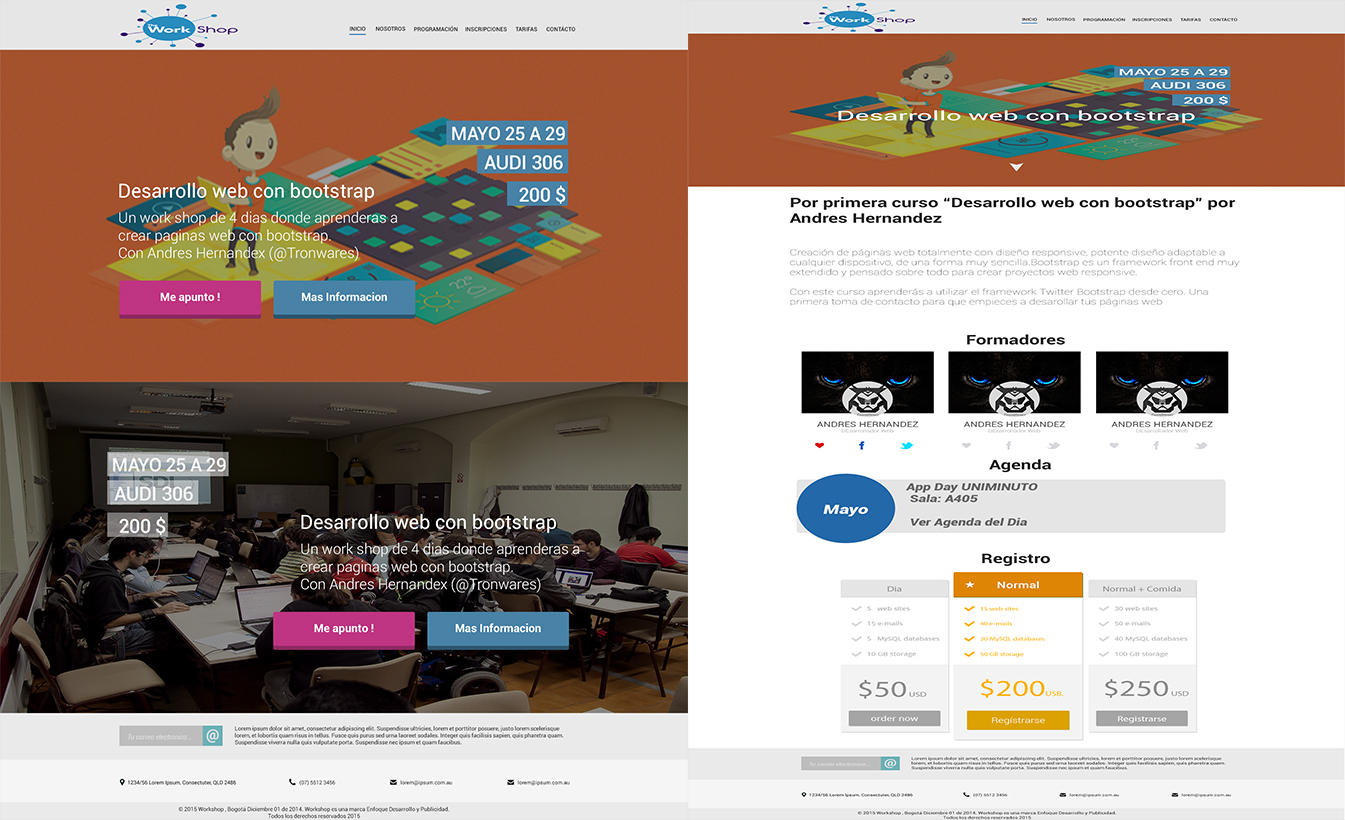 The
Work Shop
INICIO NOSOTROS PROGRAMACIÓN INSCRIPCIONES TARIFAS CONTÁCTO
MAYO 25 A 29
AUDI 306
200 $
Desarrollo web con bootstrap
Un work shop de 4 dias donde aprenderas a
crear paginas web con bootstrap.
Con Andres Hernandex (@Tronwares)
Me apunto !
Mas Informacion
MAYO 25 A 29
AUDI 306
200 $
Desarrollo web con bootstrap
Un work shop de 4 dias donde aprenderas a
crear paginas web con bootstrap.
Con Andres Hernandex (@Tronwares)
Me apunto !
Mas Informacion
Tu correo electronico... @
Lorem ipsum dolor sit amet, consectetur adipiscing elit. Suspendisse ultricies, lorem et porttitor posuere, justo lorem scelerisque
lorem, et lobortis quam risus in tellus. Fusce quis purus sed urna laoreet sodales. Integer quis facilisis sapien, quis pharetra quam.
Suspendisse viverra nulla quis vulputate porta. Suspendisse nec ipsum et quam faucibus.
1234/56 Lorem Ipsum, Consectuter, QLD 2486
(07) 5512 3456
lorem@ipsum.com.au
lorem@ipsum.com.au
© 2015 Workshop , Bogotá Diciembre 01 de 2014. Workshop es una marca Enfoque Desarrollo y Publicidad.
Todos los derechos reservados 2015
The
Work Shop
INICIO NOSOTROS PROGRAMACIÓN INSCRIPCIONES TARIFAS CONTÁCTO
MAYO 25 A 29
AUDI 306
200 $
Desarrollo web con bootstrap
Por primera curso “Desarrollo web con bootstrap” por
Andres Hernandez
Creación de páginas web totalmente con diseño responsive, potente diseño adaptable a
cualquier dispositivo, de una forma muy sencilla.Bootstrap es un framework front end muy
extendido y pensado sobre todo para crear proyectos web responsive.
Con este curso aprenderás a utilizar el framework Twitter Bootstrap desde cero. Una
primera toma de contacto para que empieces a desarollar tus páginas web
Formadores
ANDRES HERNANDEZ
DEsarrollador Web
ANDRES HERNANDEZ
DEsarrollador Web
ANDRES HERNANDEZ
DEsarrollador Web
Agenda
Mayo
App Day UNIMINUTO
Sala: A405
Ver Agenda del Dia
Registro
Dia
5 web sites
15 e-mails
5 MySQL databases
10 GB storage
$50 USD
order now
Normal
15 web sites
40 e-mails
20 MySQL databases
50 GB storage
$200 USB.
Registrarse
Normal + Comida
30 web sites
50 e-mails
40 MySQL databases
100 GB storage
$250 USD
Registrarse
Tu correo electronico... @
Lorem ipsum dolor sit amet, consectetur adipiscing elit. Suspendisse ultricies, lorem et porttitor posuere, justo lorem scelerisque
lorem, et lobortis quam risus in tellus. Fusce quis purus sed urna laoreet sodales. Integer quis facilisis sapien, quis pharetra quam.
Suspendisse viverra nulla quis vulputate porta. Suspendisse nec ipsum et quam faucibus.
1234/56 Lorem Ipsum, Consectuter, QLD 2486
(07) 5512 3456
lorem@ipsum.com.au
lorem@ipsum.com.au
© 2015 Workshop , Bogotá Diciembre 01 de 2014. Workshop es una marca Enfoque Desarrollo y Publicidad.
Todos los derechos reservados 2015